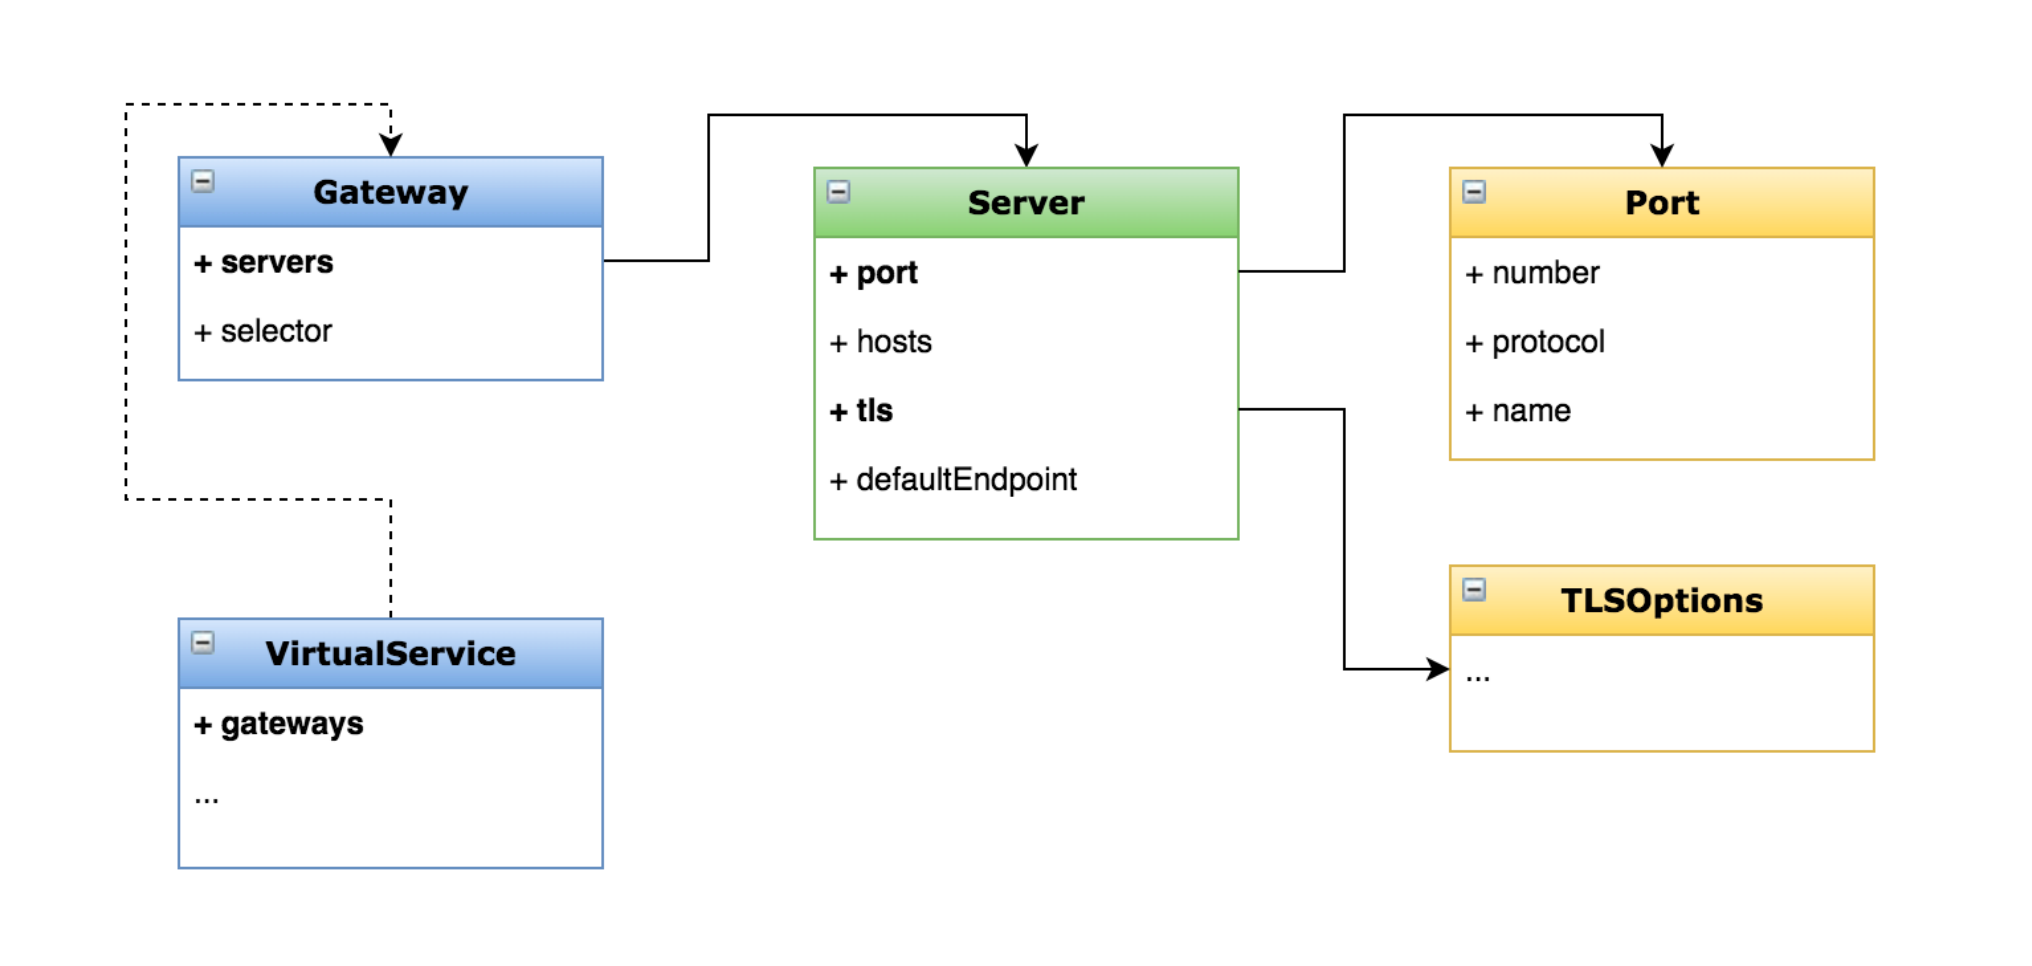 Gateway
+ servers
+ selector
Server
+ port
+ hosts
+ tls
+ defaultEndpoint
Port
+ number
+ protocol
+ name
VirtualService
+ gateways
...
TLSOptions
...